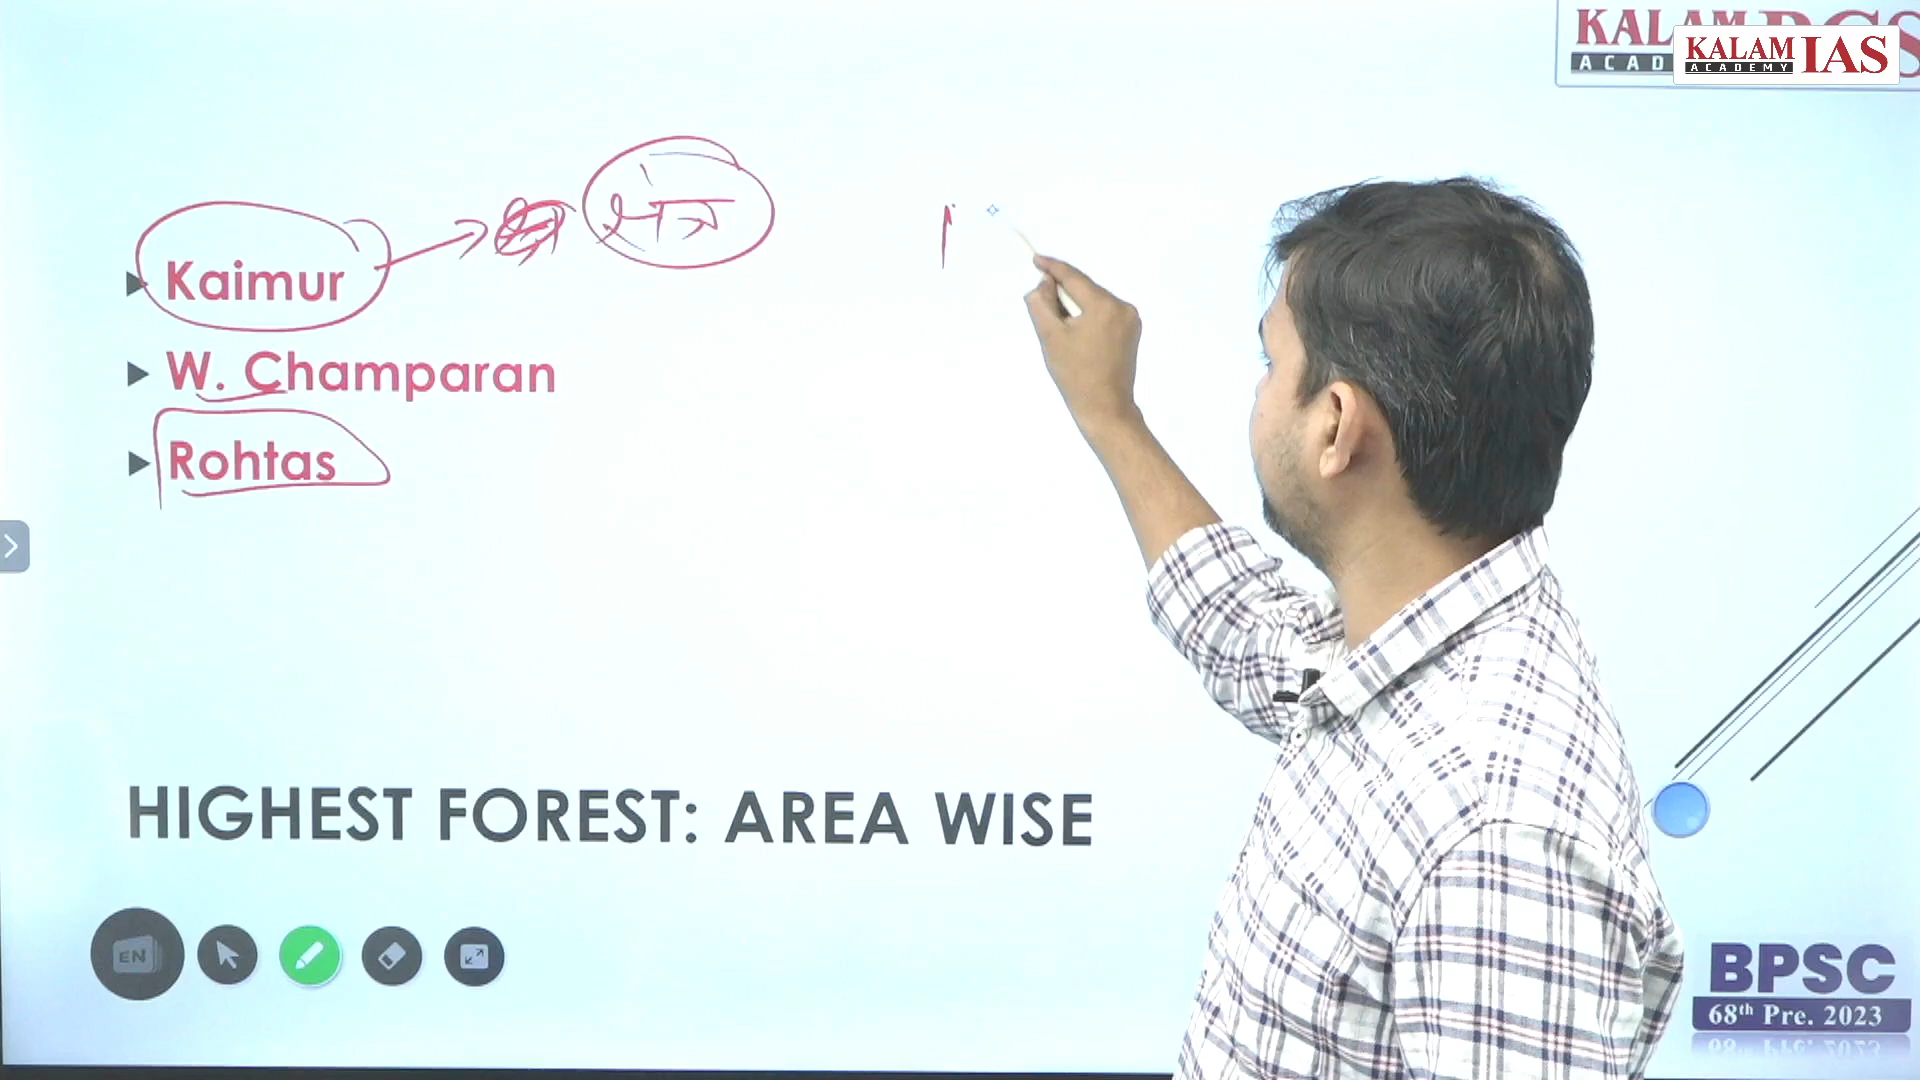 KALAM
ACADEMY IAS
Kaimur
क्षेत्र
W. Champaran
Rohtas
HIGHEST FOREST: AREA WISE
EN
BPSC
68th Pre. 2023